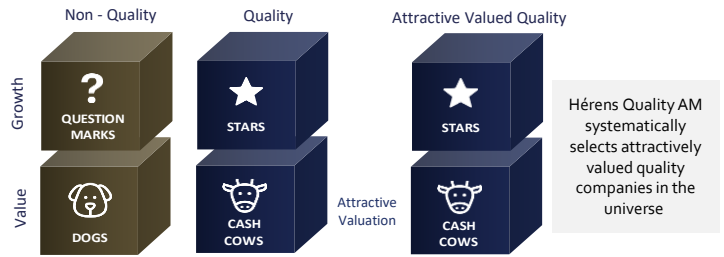 Non - Quality
Quality
Attractive Valued Quality
Growth
?
QUESTION
MARKS
STARS
STARS
Hérens Quality AM
systematically
selects attractively
valued quality
companies in the
universe
Value
DOGS
CASH
COWS
Attractive
Valuation
CASH
COWS